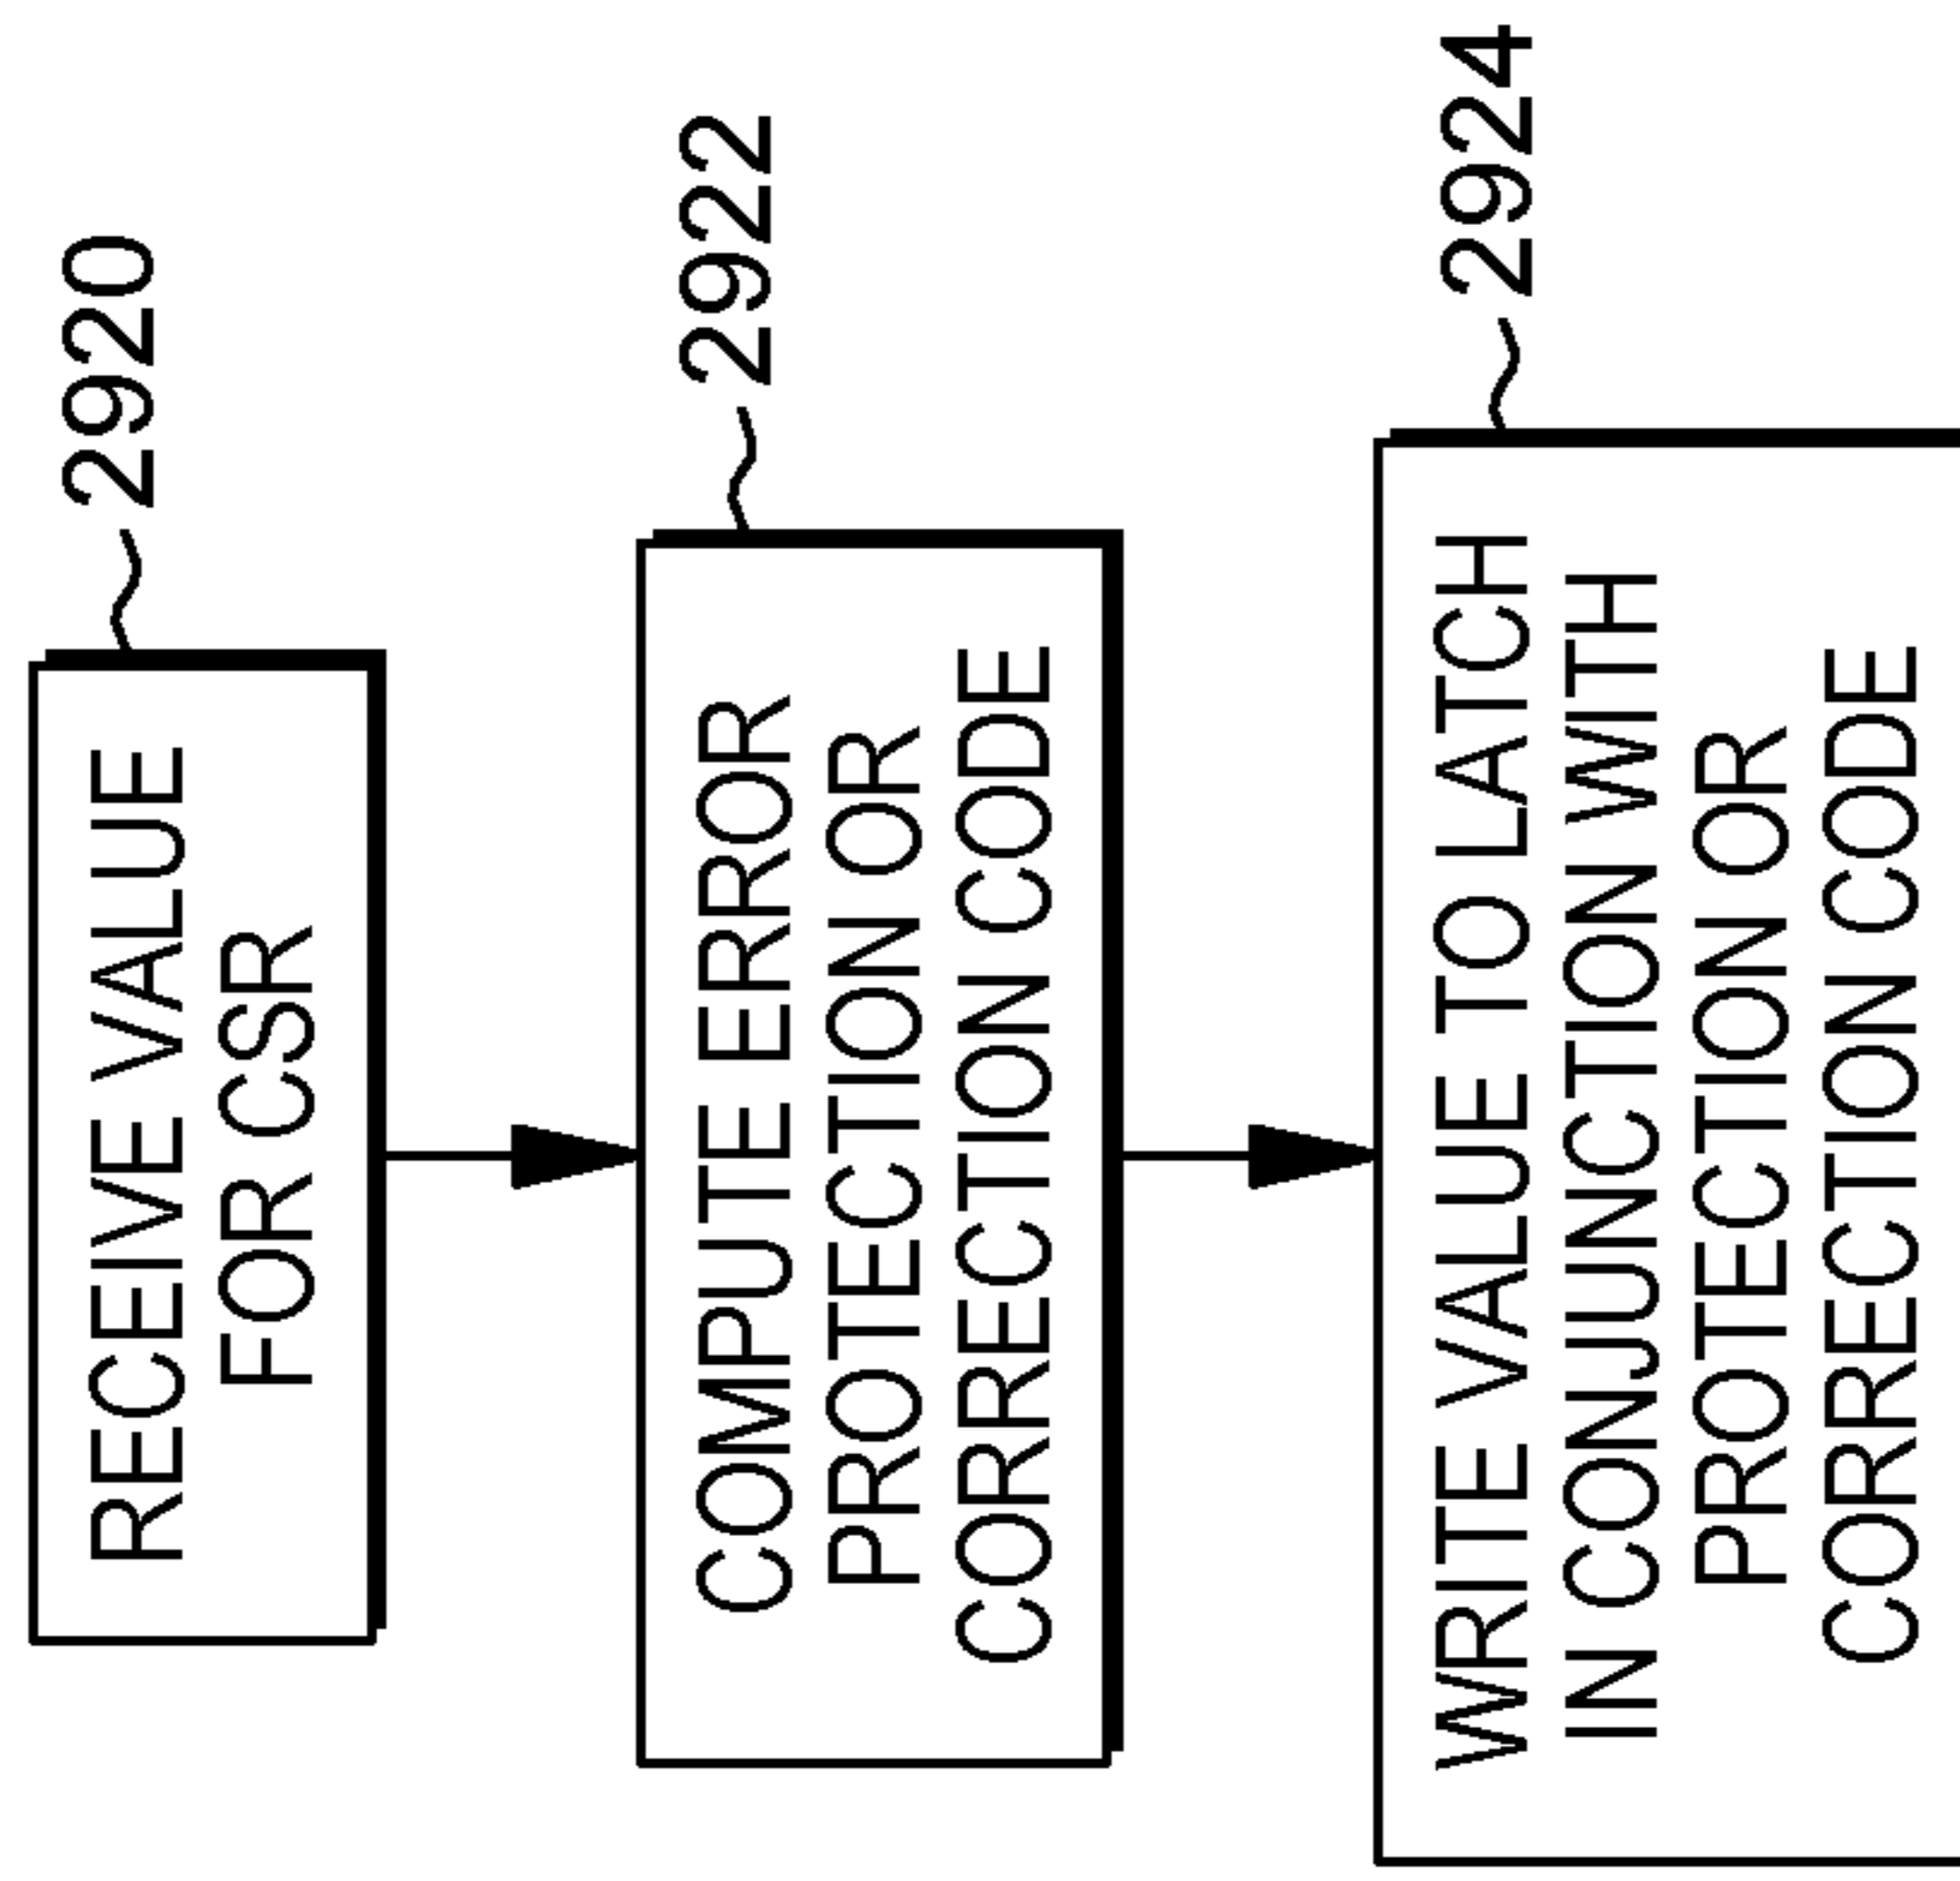 2920
RECEIVE VALUE
FOR CSR
2922
COMPUTE ERROR
PROTECTION OR
CORRECTION CODE
2924
WRITE VALUE TO LATCH
IN CONJUNCTION WITH
PROTECTION OR
CORRECTION CODE